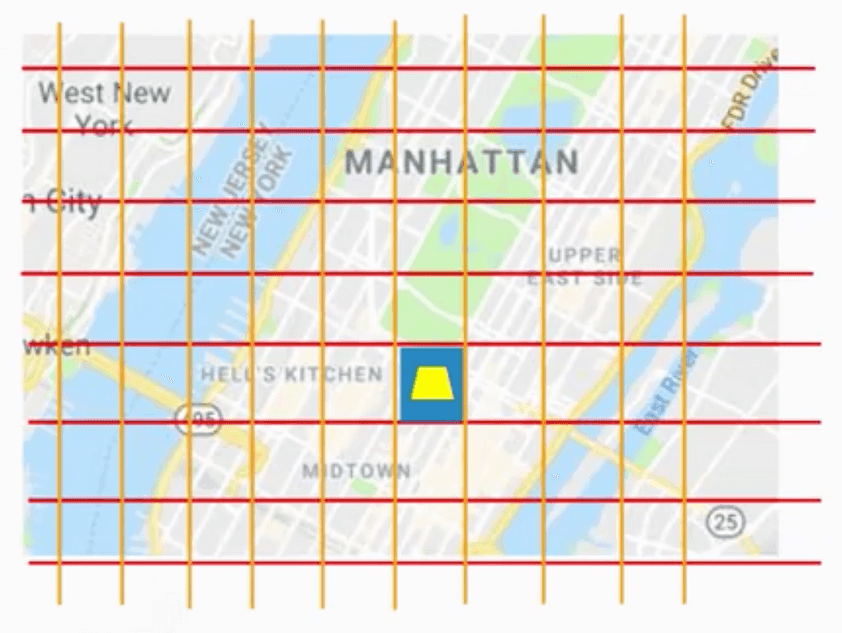 West New
York
FDR Drive
MANHATTAN
NEW JERSEY
NEW YORK
n City
UPPER
EAST SIDE
wken
HELL'S KITCHEN
East River
495
MIDTOWN
25